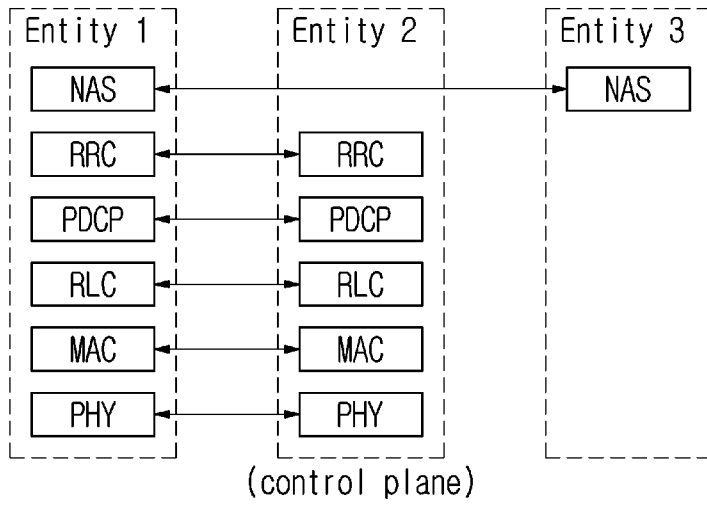 Entity 1 Entity 2 Entity 3
NAS NAS
RRC RRC
PDCP PDCP
RLC RLC
MAC MAC
PHY PHY
(control plane)